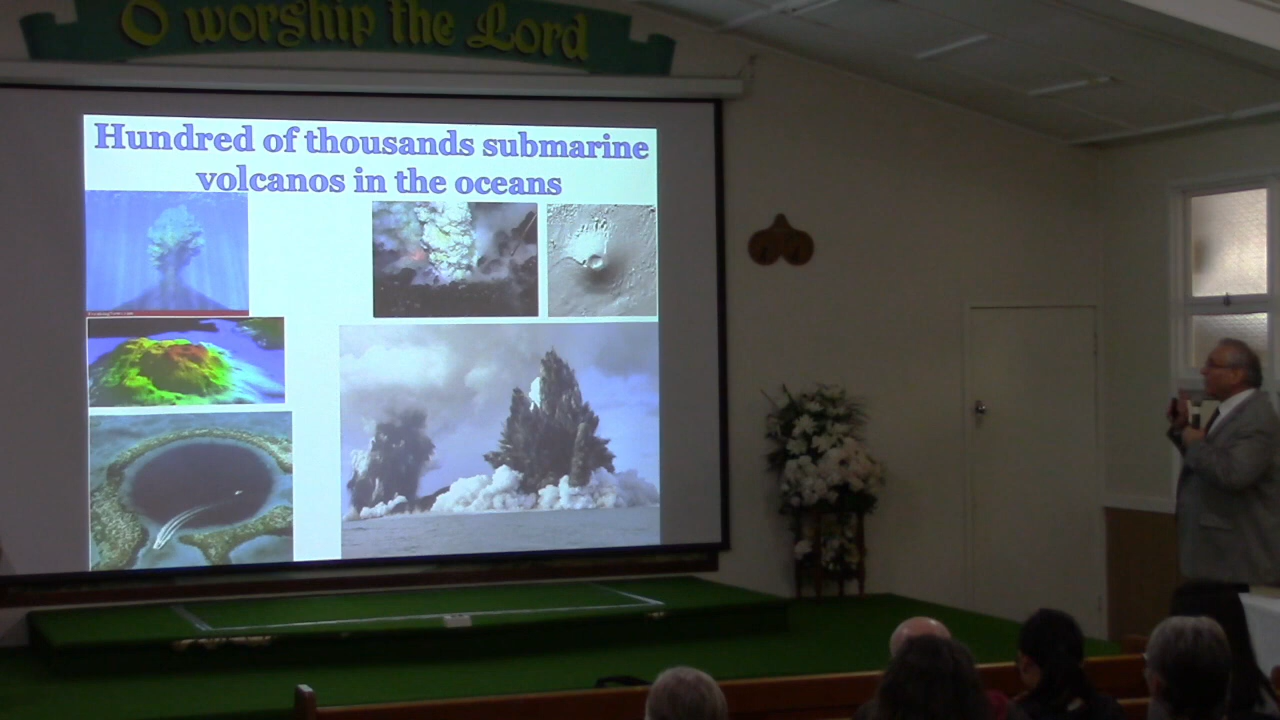 O worship the Lord
Hundred of thousands submarine
volcanos in the oceans